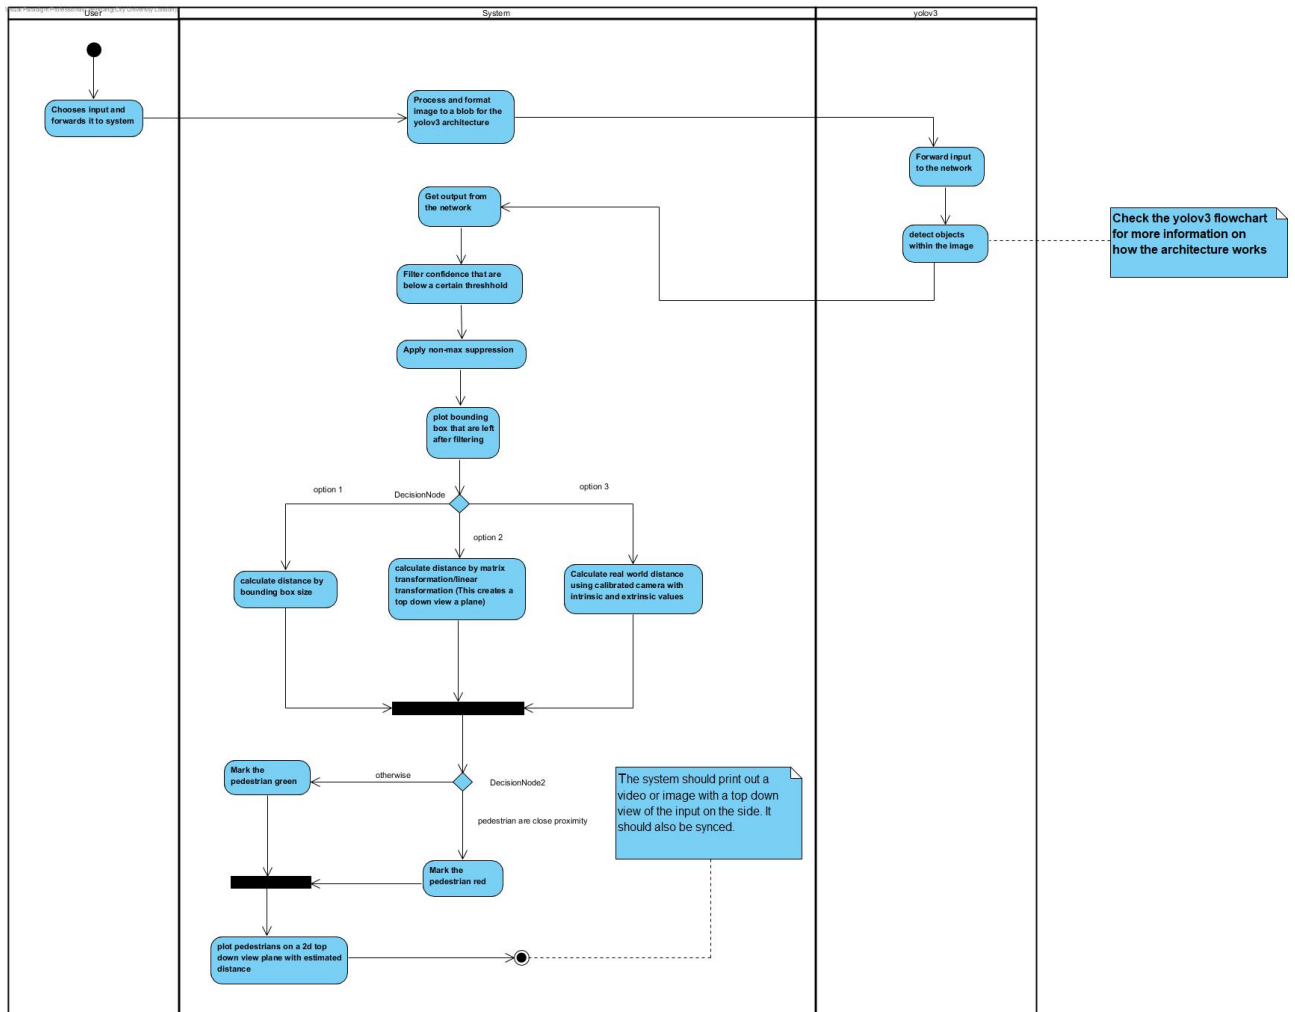 Visual Paradigm Professional(City University London)
User
System
yolov3
Chooses input and
forwards it to system
Process and format
image to a blob for the
yolov3 architecture
Forward input
to the network
Get output from
the network
detect objects
within the image
Check the yolov3 flowchart
for more information on
how the architecture works
Filter confidence that are
below a certain threshhold
Apply non-max suppression
plot bounding
box that are left
after filtering
option 1
DecisionNode
option 3
option 2
calculate distance by
bounding box size
calculate distance by matrix
transformation/linear
transformation (This creates a
top down view a plane)
Calculate real world distance
using calibrated camera with
intrinsic and extrinsic values
Mark the
pedestrian green
otherwise
DecisionNode2
pedestrian are close proximity
The system should print out a
video or image with a top down
view of the input on the side. It
should also be synced.
Mark the
pedestrian red
plot pedestrians on a 2d top
down view plane with estimated
distance